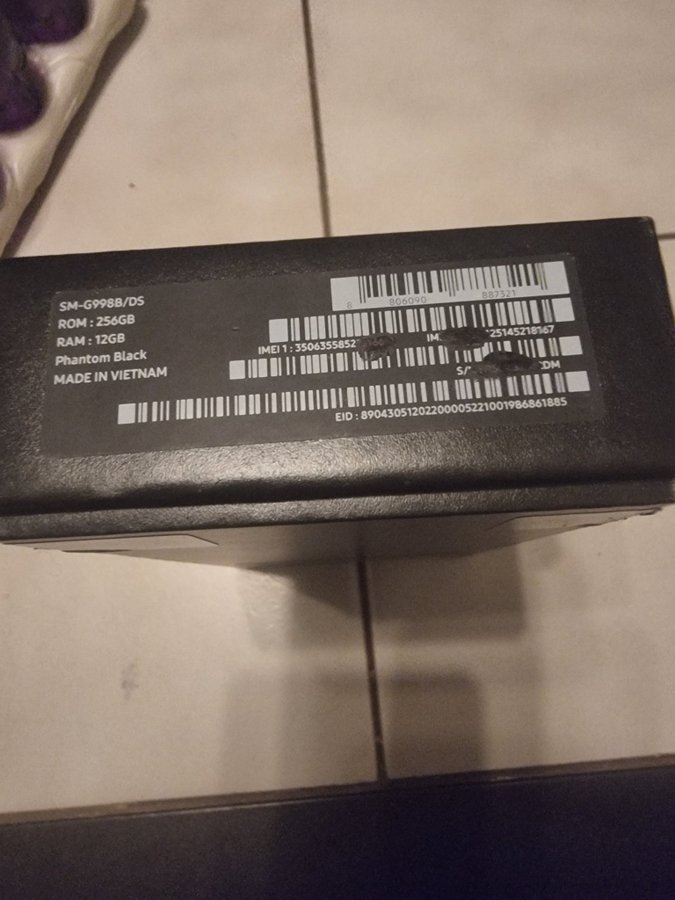 SM-G998B/DS
ROM : 256GB
RAM : 12GB
Phantom Black
MADE IN VIETNAM
8 806090 887321
IMEI 1 : 3506355852
25145218167
EID : 89043051202200005221001986861885